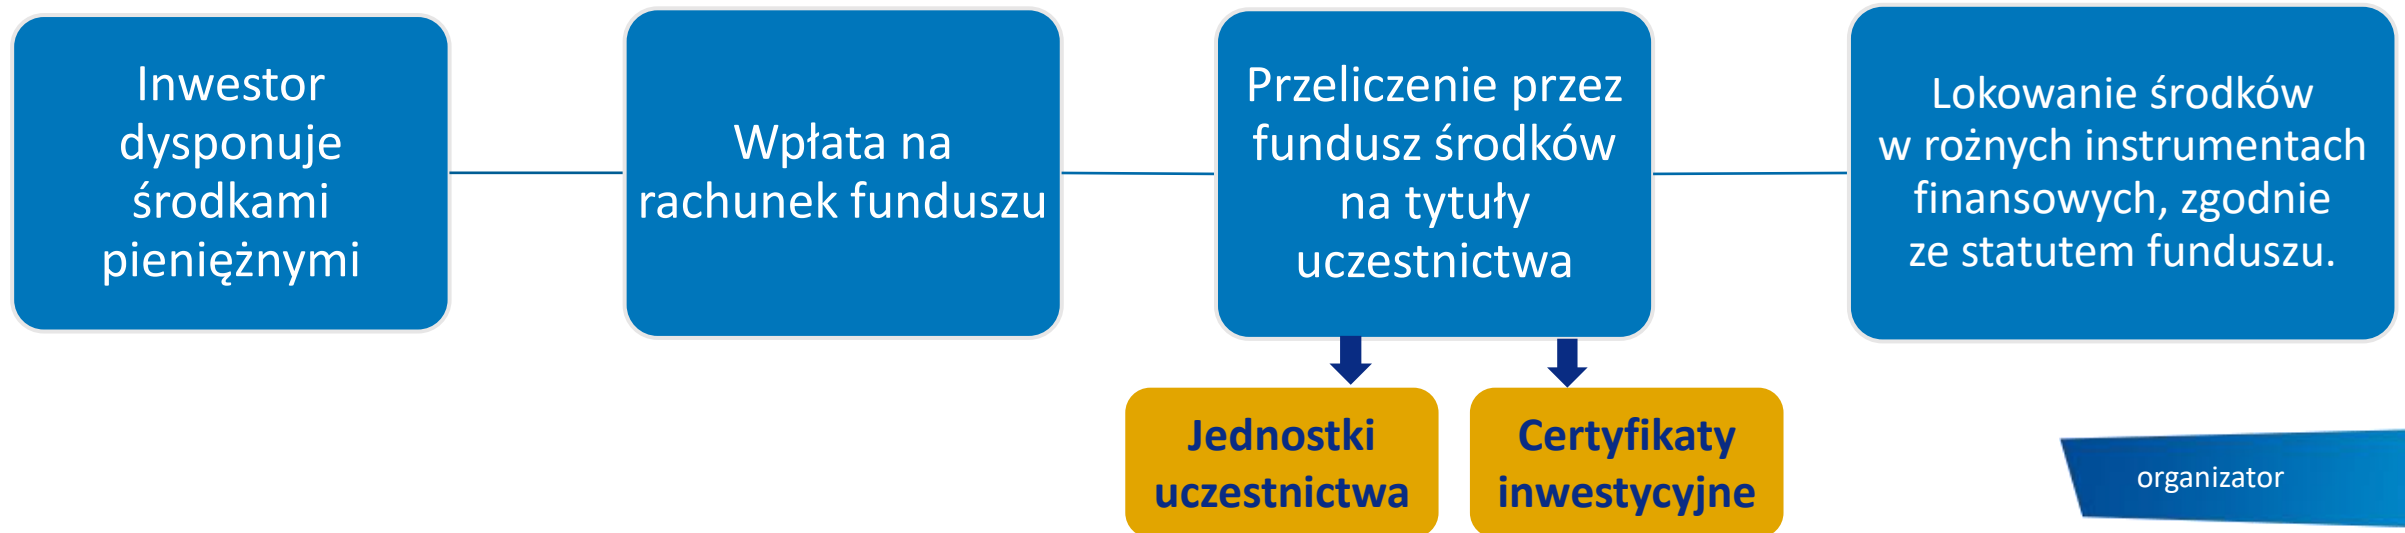 Inwestor
dysponuje
środkami
pieniężnymi
Wpłata na
rachunek funduszu
Przeliczenie przez
fundusz środków
na tytuły
uczestnictwa
Lokowanie środków
w rożnych instrumentach
finansowych, zgodnie
ze statutem funduszu.
Jednostki
uczestnictwa
Certyfikaty
inwestycyjne
organizator